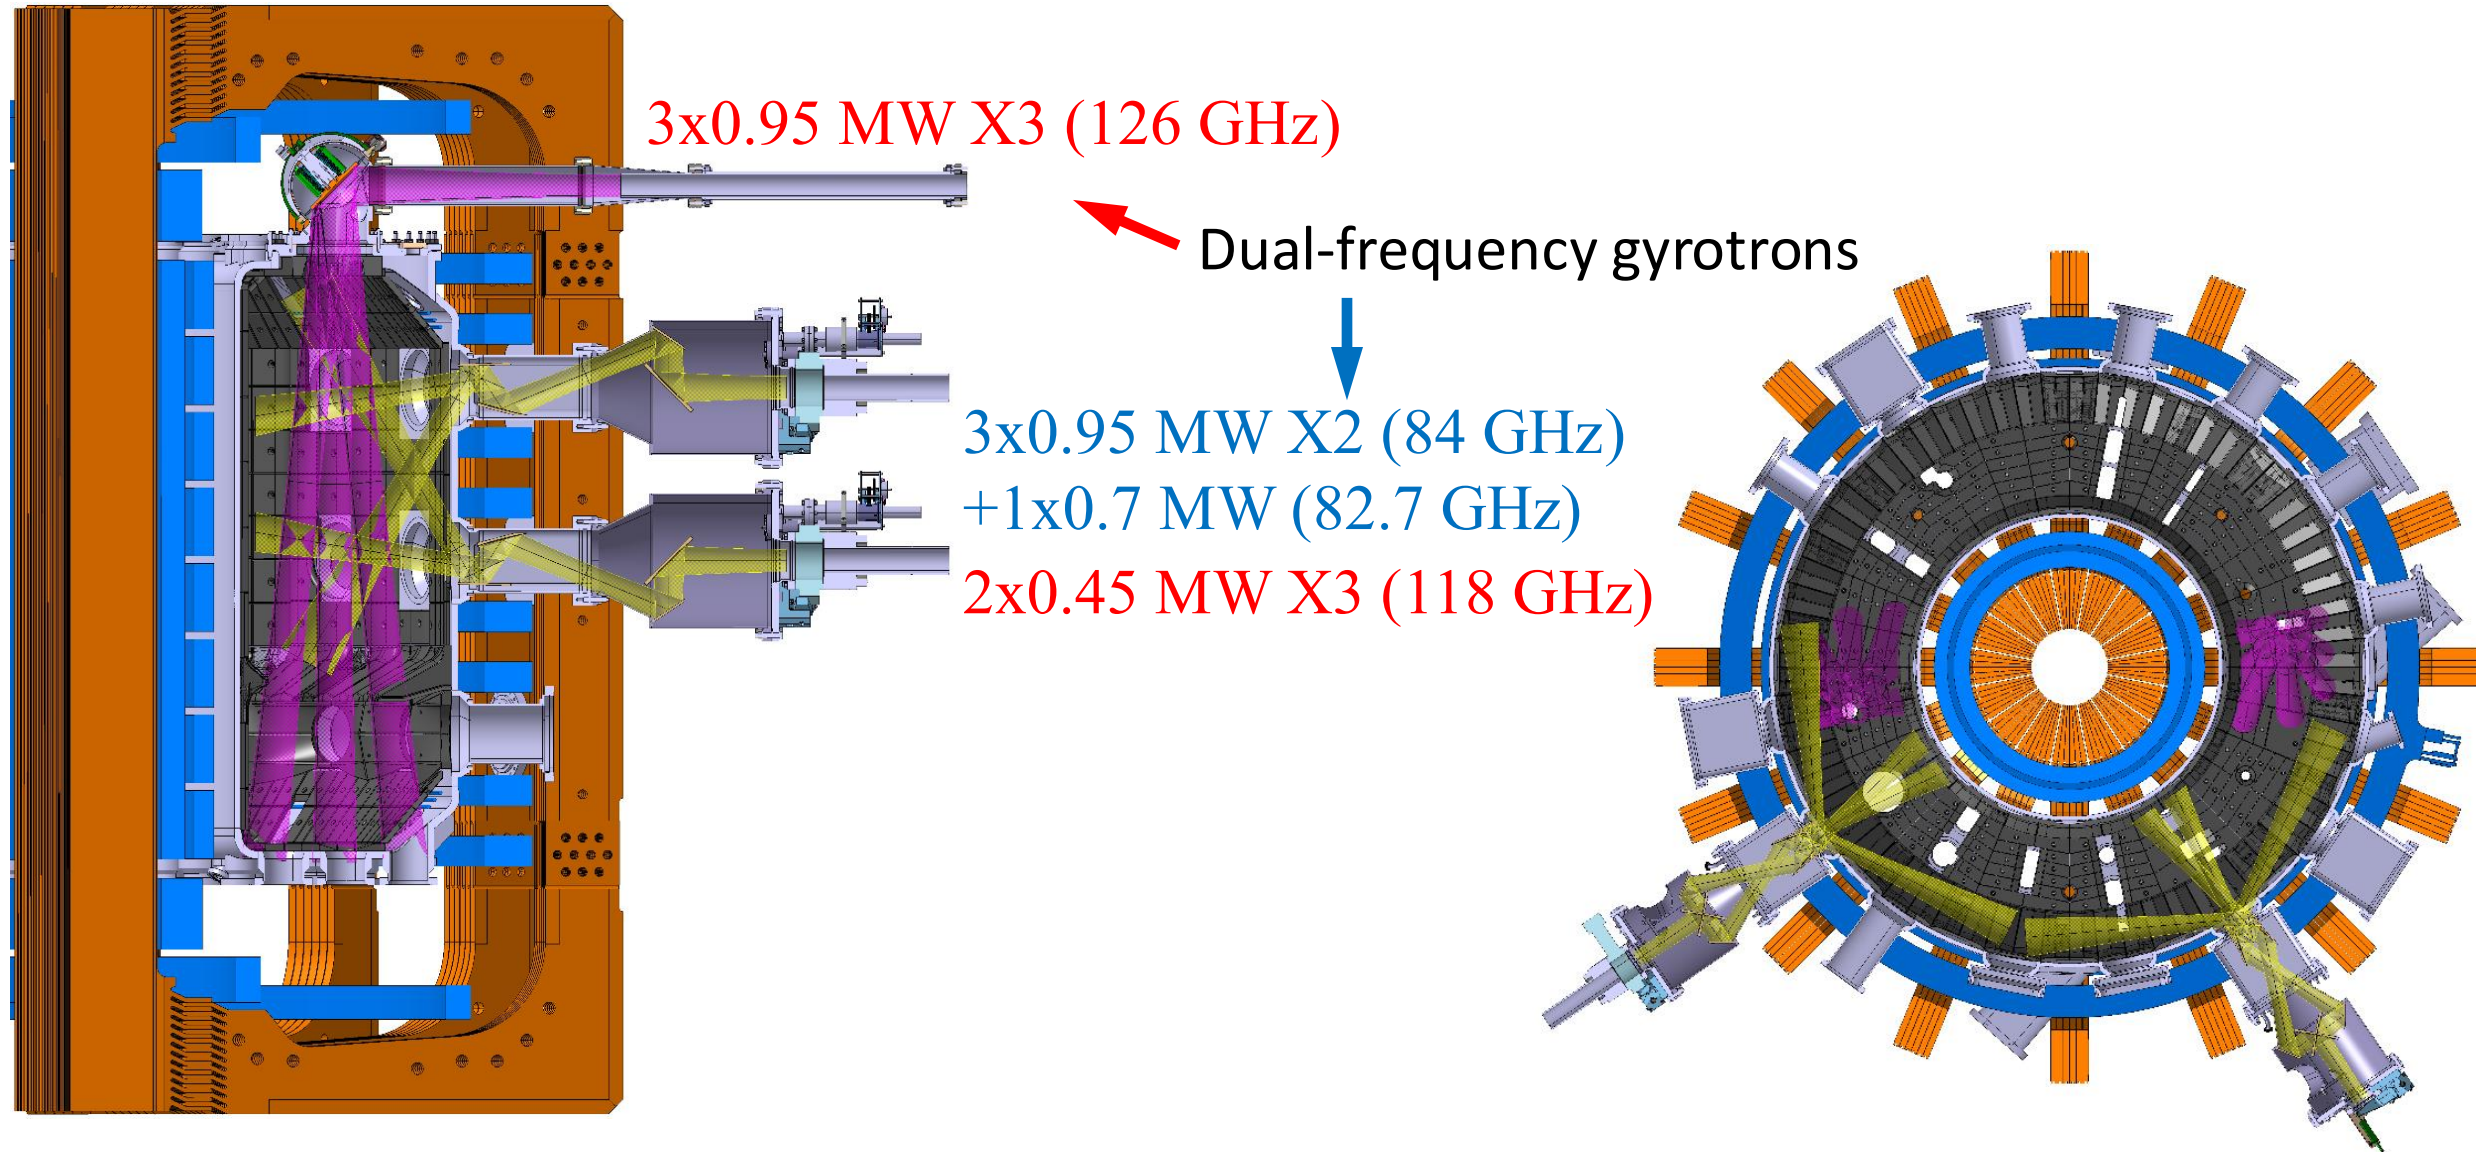 3x0.95 MW X3 (126 GHz)
Dual-frequency gyrotrons
3x0.95 MW X2 (84 GHz)
+1x0.7 MW (82.7 GHz)
2x0.45 MW X3 (118 GHz)